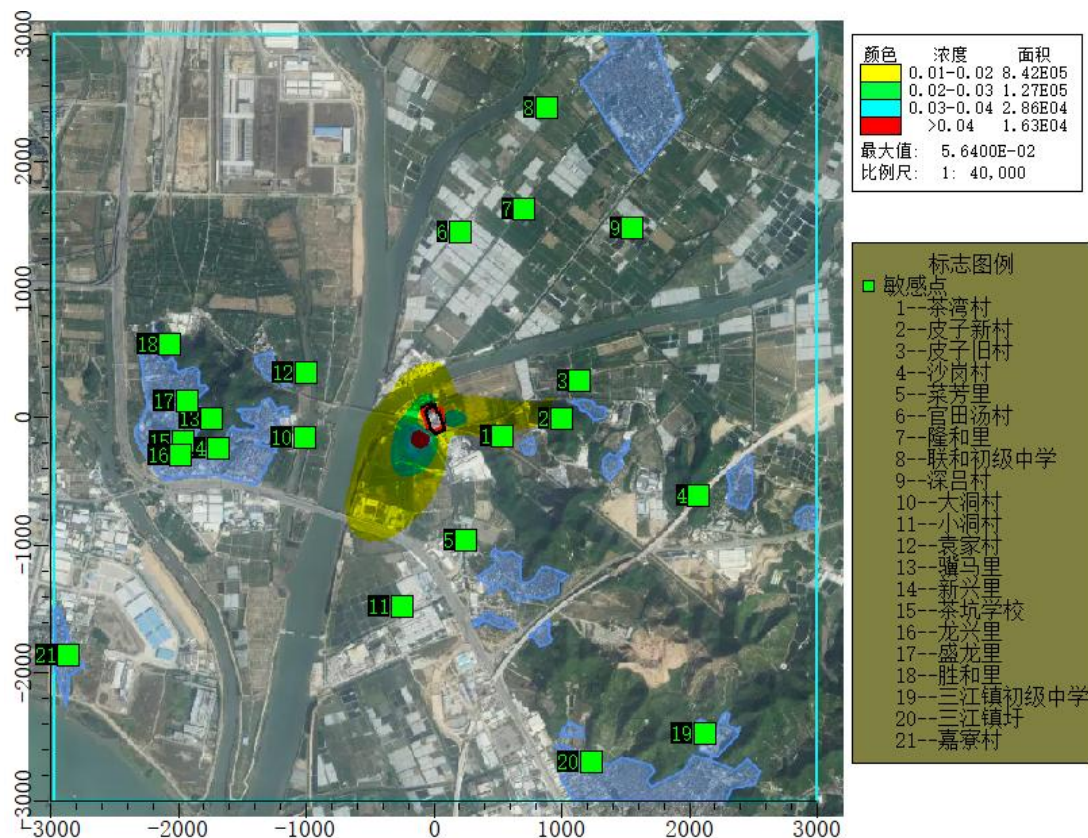 颜色 浓度 面积
0.01-0.02 8.42E05
0.02-0.03 1.27E05
0.03-0.04 2.86E04
>0.04 1.63E04
最大值: 5.6400E-02
比例尺: 1: 40,000
标志图例
敏感点
1--茶湾村
2--皮子新村
3--皮子旧村
4--沙岗村
5--菜芳里
6--官田汤村
7--隆和里
8--联和初级中学
9--深吕村
10--大洞村
11--小洞村
12--袁家村
13--骥马里
14--新兴里
15--茶坑学校
16--龙兴里
17--盛龙里
18--胜和里
19--三江镇初级中学
20--三江镇圩
21--嘉寮村
3000
2000
1000
0
-1000
-2000
-3000
-3000 -2000 -1000 0 1000 2000 3000
8
7
9
6
18
12
3
17
13
2
1
10
15
14
16
4
5
11
21
19
20